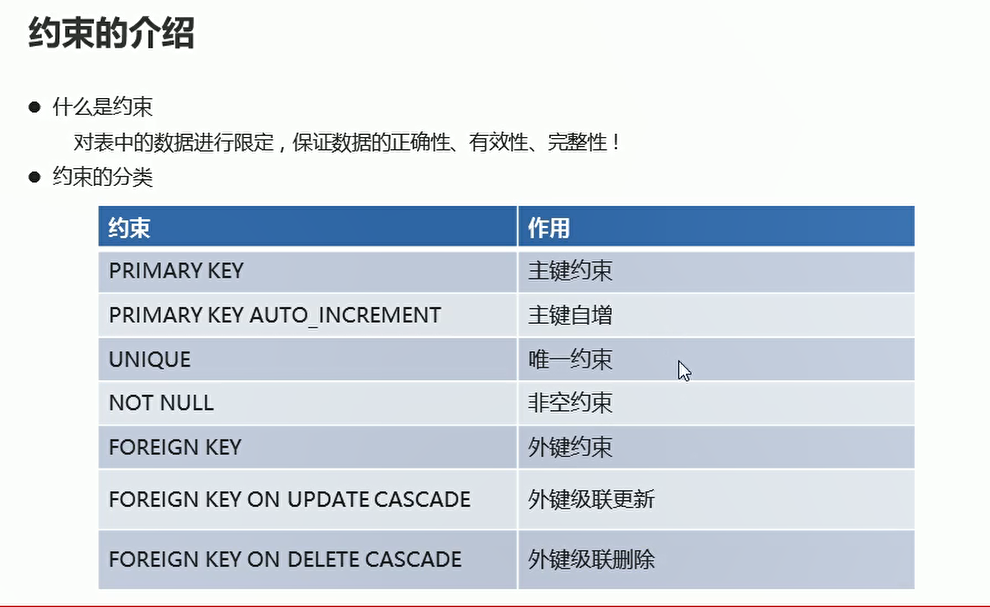 约束的介绍
● 什么是约束
对表中的数据进行限定，保证数据的正确性、有效性、完整性！
● 约束的分类
约束 作用
PRIMARY KEY 主键约束
PRIMARY KEY AUTO_INCREMENT 主键自增
UNIQUE 唯一约束
NOT NULL 非空约束
FOREIGN KEY 外键约束
FOREIGN KEY ON UPDATE CASCADE 外键级联更新
FOREIGN KEY ON DELETE CASCADE 外键级联删除